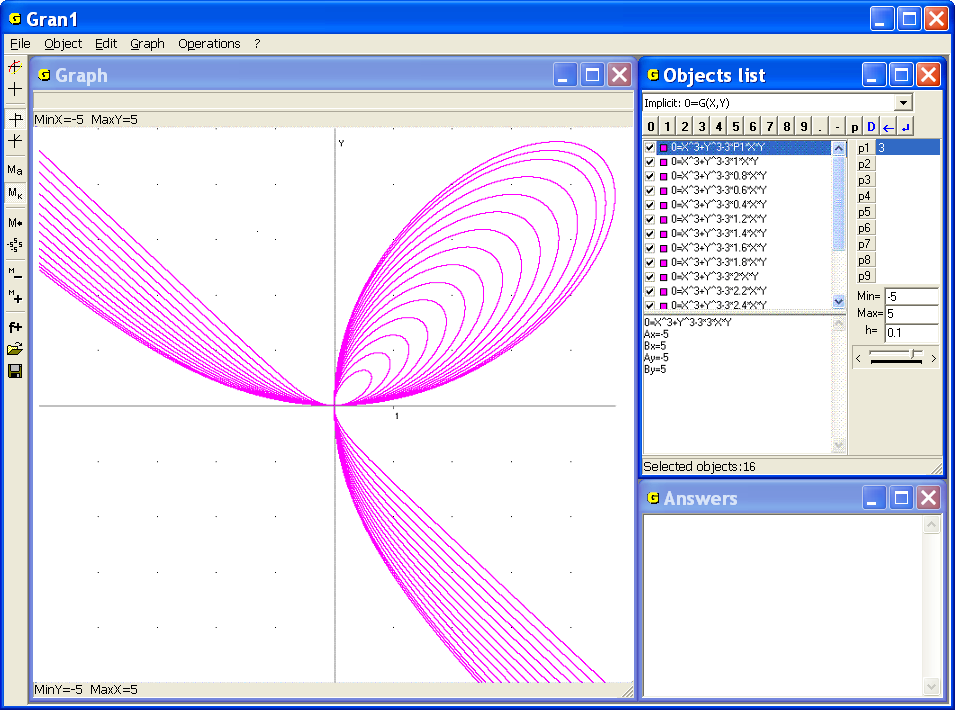 Gran1
File Object Edit Graph Operations ?
Graph
MinX=-5 MaxY=5
Y
1
MinY=-5 MaxX=5
Ma
Mк
M
M
M
f+
Objects list
Implicit: 0=G(X,Y)
0 1 2 3 4 5 6 7 8 9 . - p D
0=X^3+Y^3-3*P1*X*Y
0=X^3+Y^3-3*1*X*Y
0=X^3+Y^3-3*0.8*X*Y
0=X^3+Y^3-3*0.6*X*Y
0=X^3+Y^3-3*0.4*X*Y
0=X^3+Y^3-3*1.2*X*Y
0=X^3+Y^3-3*1.4*X*Y
0=X^3+Y^3-3*1.6*X*Y
0=X^3+Y^3-3*1.8*X*Y
0=X^3+Y^3-3*2*X*Y
0=X^3+Y^3-3*2.2*X*Y
0=X^3+Y^3-3*2.4*X*Y
p1 3
p2
p3
p4
p5
p6
p7
p8
p9
Min= -5
Max= 5
h= 0.1
0=X^3+Y^3-3*3*X*Y
Ax=-5
Bx=5
Ay=-5
By=5
Selected objects:16
Answers